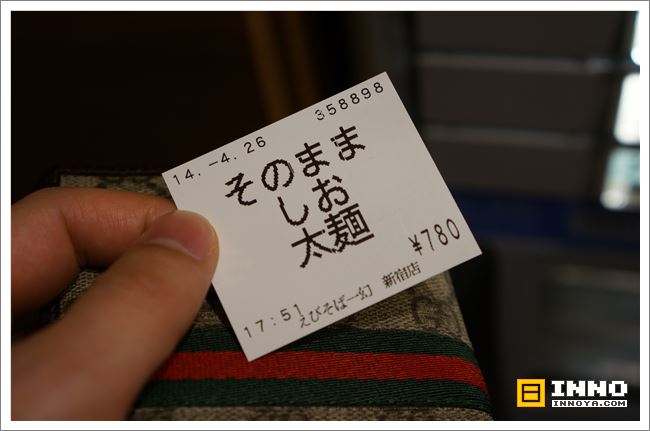 14.-4.26 358898
そのまま
しお
太麺
¥780
17:51 えびそば一幻 新宿店
INNO
INNOYA.COM